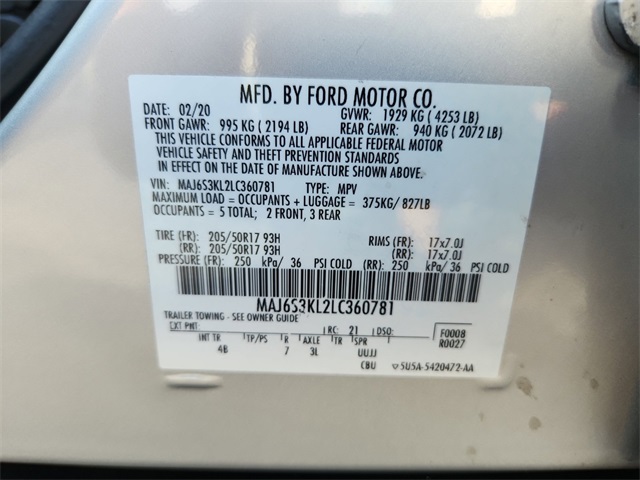 MFD. BY FORD MOTOR CO.
DATE: 02/20 GVWR: 1929 KG ( 4253 LB)
FRONT GAWR: 995 KG ( 2194 LB) REAR GAWR: 940 KG ( 2072 LB)
THIS VEHICLE CONFORMS TO ALL APPLICABLE FEDERAL MOTOR
VEHICLE SAFETY AND THEFT PREVENTION STANDARDS
IN EFFECT ON THE DATE OF MANUFACTURE SHOWN ABOVE.
VIN: MAJ6S3KL2LC360781 TYPE: MPV
MAXIMUM LOAD = OCCUPANTS + LUGGAGE = 375KG/ 827LB
OCCUPANTS = 5 TOTAL; 2 FRONT, 3 REAR
TIRE (FR): 205/50R17 93H RIMS (FR): 17x7.0J
(RR): 205/50R17 93H (RR): 17x7.0J
PRESSURE (FR): 250 kPa/ 36 PSI COLD (RR): 250 kPa/ 36 PSI COLD
MAJ6S3KL2LC360781
TRAILER TOWING - SEE OWNER GUIDE
EXT PNT: RC: 21 DSO: F0008
INT TR TP/PS R AXLE TR SPR R0027
4B 7 3L UUJJ
CBU 5U5A-5420472-AA